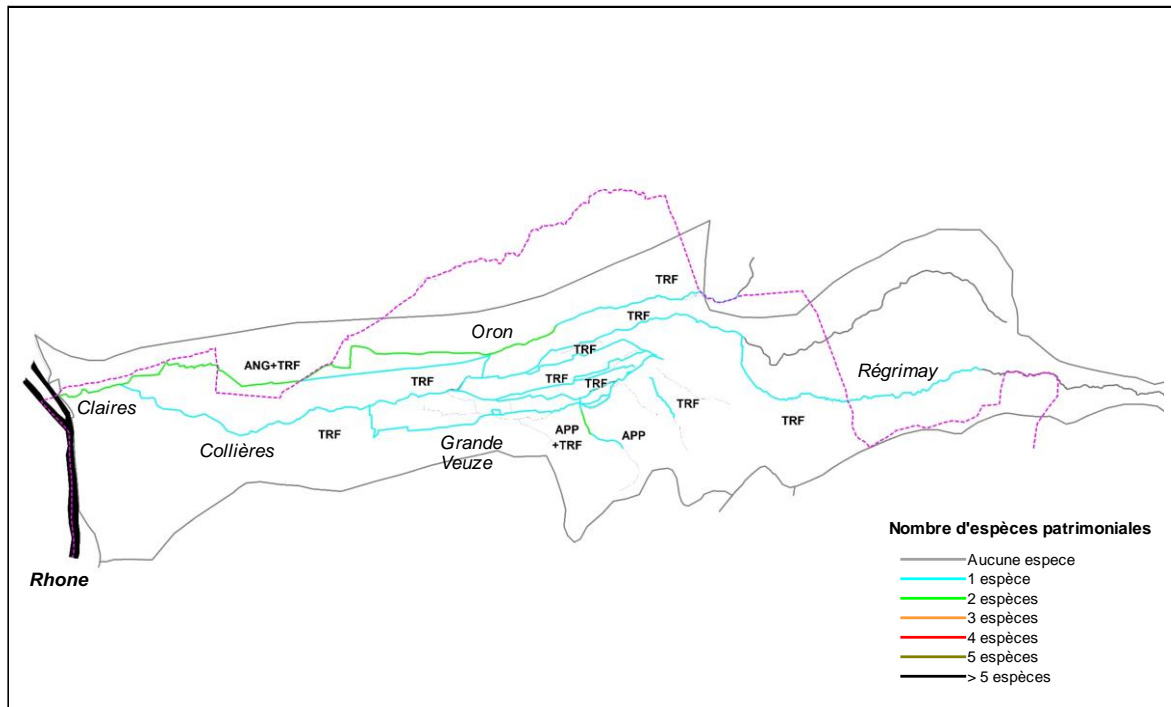 TRF
TRF
Oron
TRF
ANG+TRF
Régrimay
TRF
TRF
TRF
Claires
TRF
TRF
TRF
Collières
Grande
Veuze
APP
+TRF
APP
Nombre d'espèces patrimoniales
Aucune espece
1 espèce
2 espèces
3 espèces
4 espèces
5 espèces
> 5 espèces
Rhone